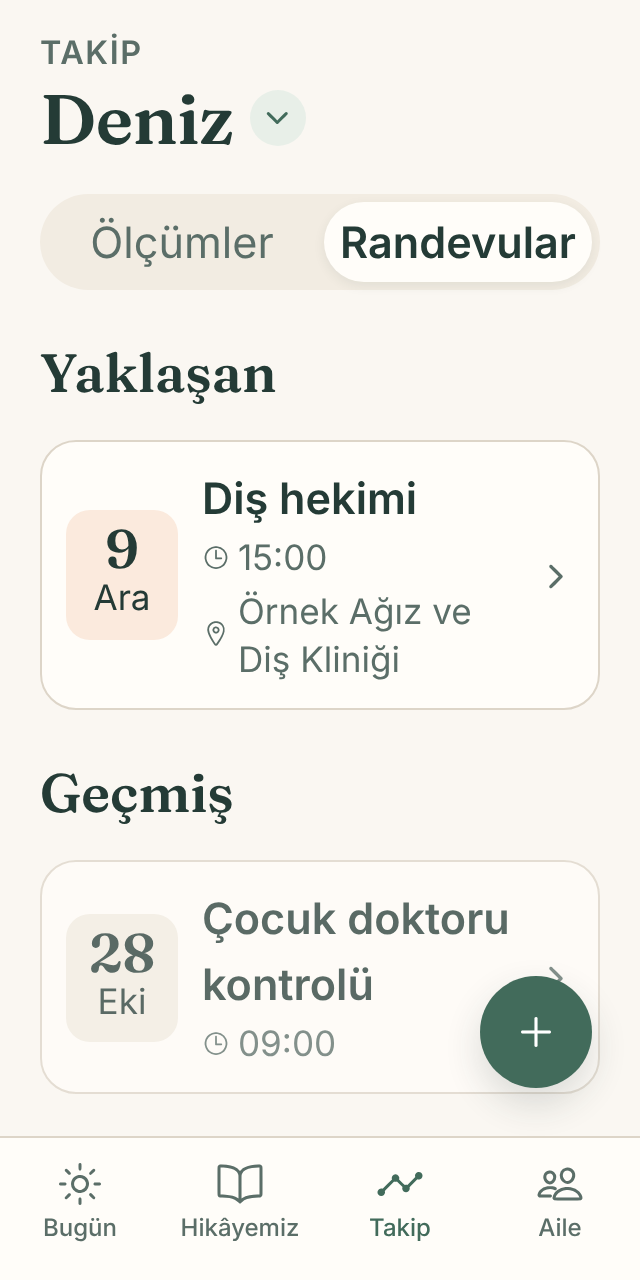 TAKİP
Deniz
Ölçümler
Randevular
Yaklaşan
9
Ara
Diş hekimi
15:00
Örnek Ağız ve
Diş Kliniği
Geçmiş
28
Eki
Çocuk doktoru
kontrolü
09:00
Bugün
Hikâyemiz
Takip
Aile